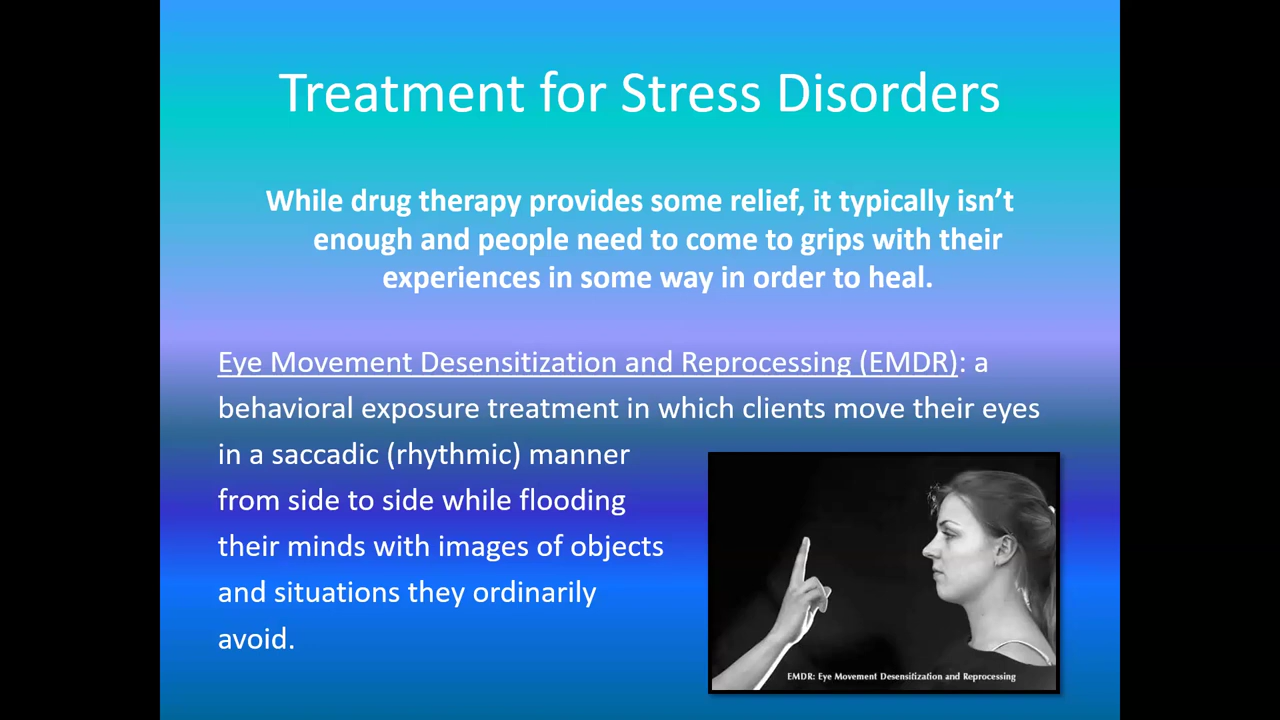 Treatment for Stress Disorders
While drug therapy provides some relief, it typically isn’t
enough and people need to come to grips with their
experiences in some way in order to heal.
Eye Movement Desensitization and Reprocessing (EMDR): a
behavioral exposure treatment in which clients move their eyes
in a saccadic (rhythmic) manner
from side to side while flooding
their minds with images of objects
and situations they ordinarily
avoid.
EMDR: Eye Movement Desensitization and Reprocessing